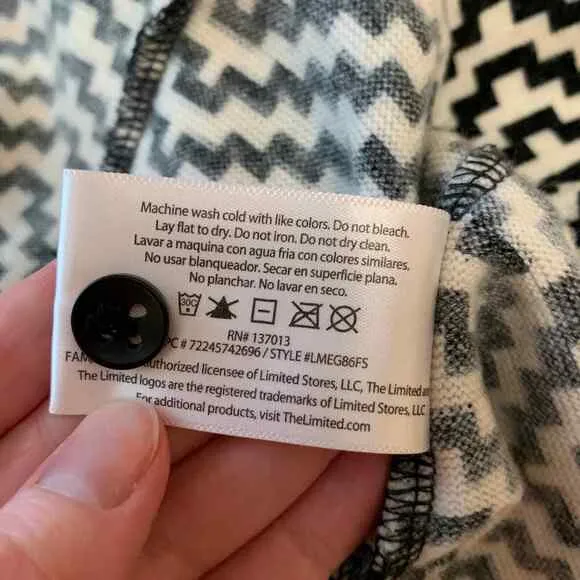 Machine wash cold with like colors. Do not bleach.
Lay flat to dry. Do not iron. Do not dry clean.
Lavar a maquina con agua fria con colores similares,
No usar blanqueador. Secar en superficie plana.
No planchar. No lavar en seco.
30C
RN# 137013
PC # 72245742696 / STYLE #LMEG86FS
FAM authorized licensee of Limited Stores, LLC, The Limited and
The Limited logos are the registered trademarks of Limited Stores, LLC
For additional products, visit TheLimited.com